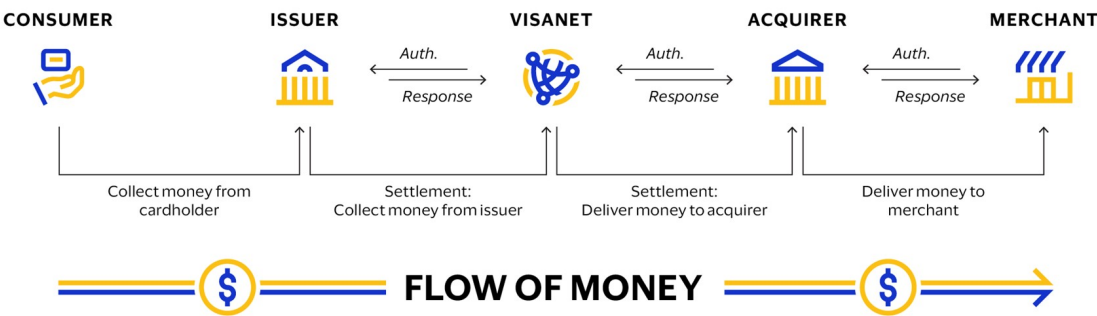 CONSUMER
ISSUER
VISANET
ACQUIRER
MERCHANT
Auth.
Response
Auth.
Response
Auth.
Response
Collect money from
cardholder
Settlement:
Collect money from issuer
Settlement:
Deliver money to acquirer
Deliver money to
merchant
$
FLOW OF MONEY
$